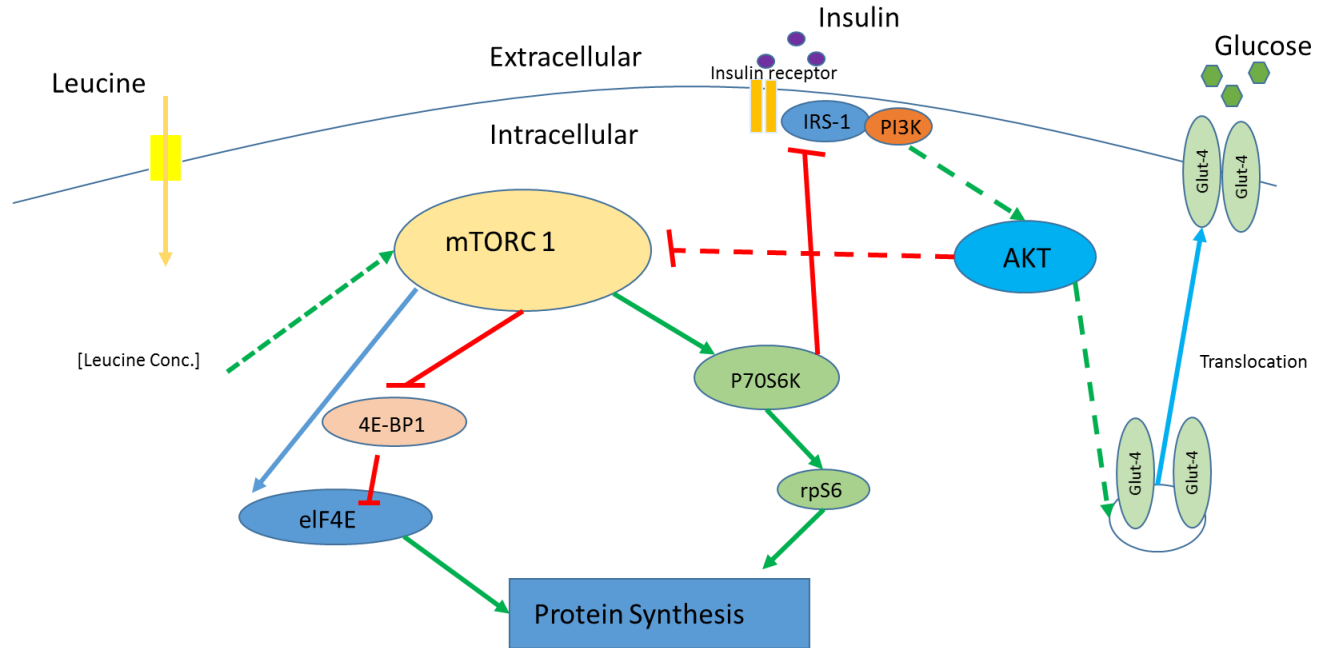 Insulin
Extracellular
Glucose
Leucine
Insulin receptor
Intracellular
IRS-1
PI3K
Glut-4
Glut-4
mTORC 1
AKT
[Leucine Conc.]
P70S6K
Translocation
4E-BP1
Glut-4
Glut-4
rpS6
elF4E
Protein Synthesis